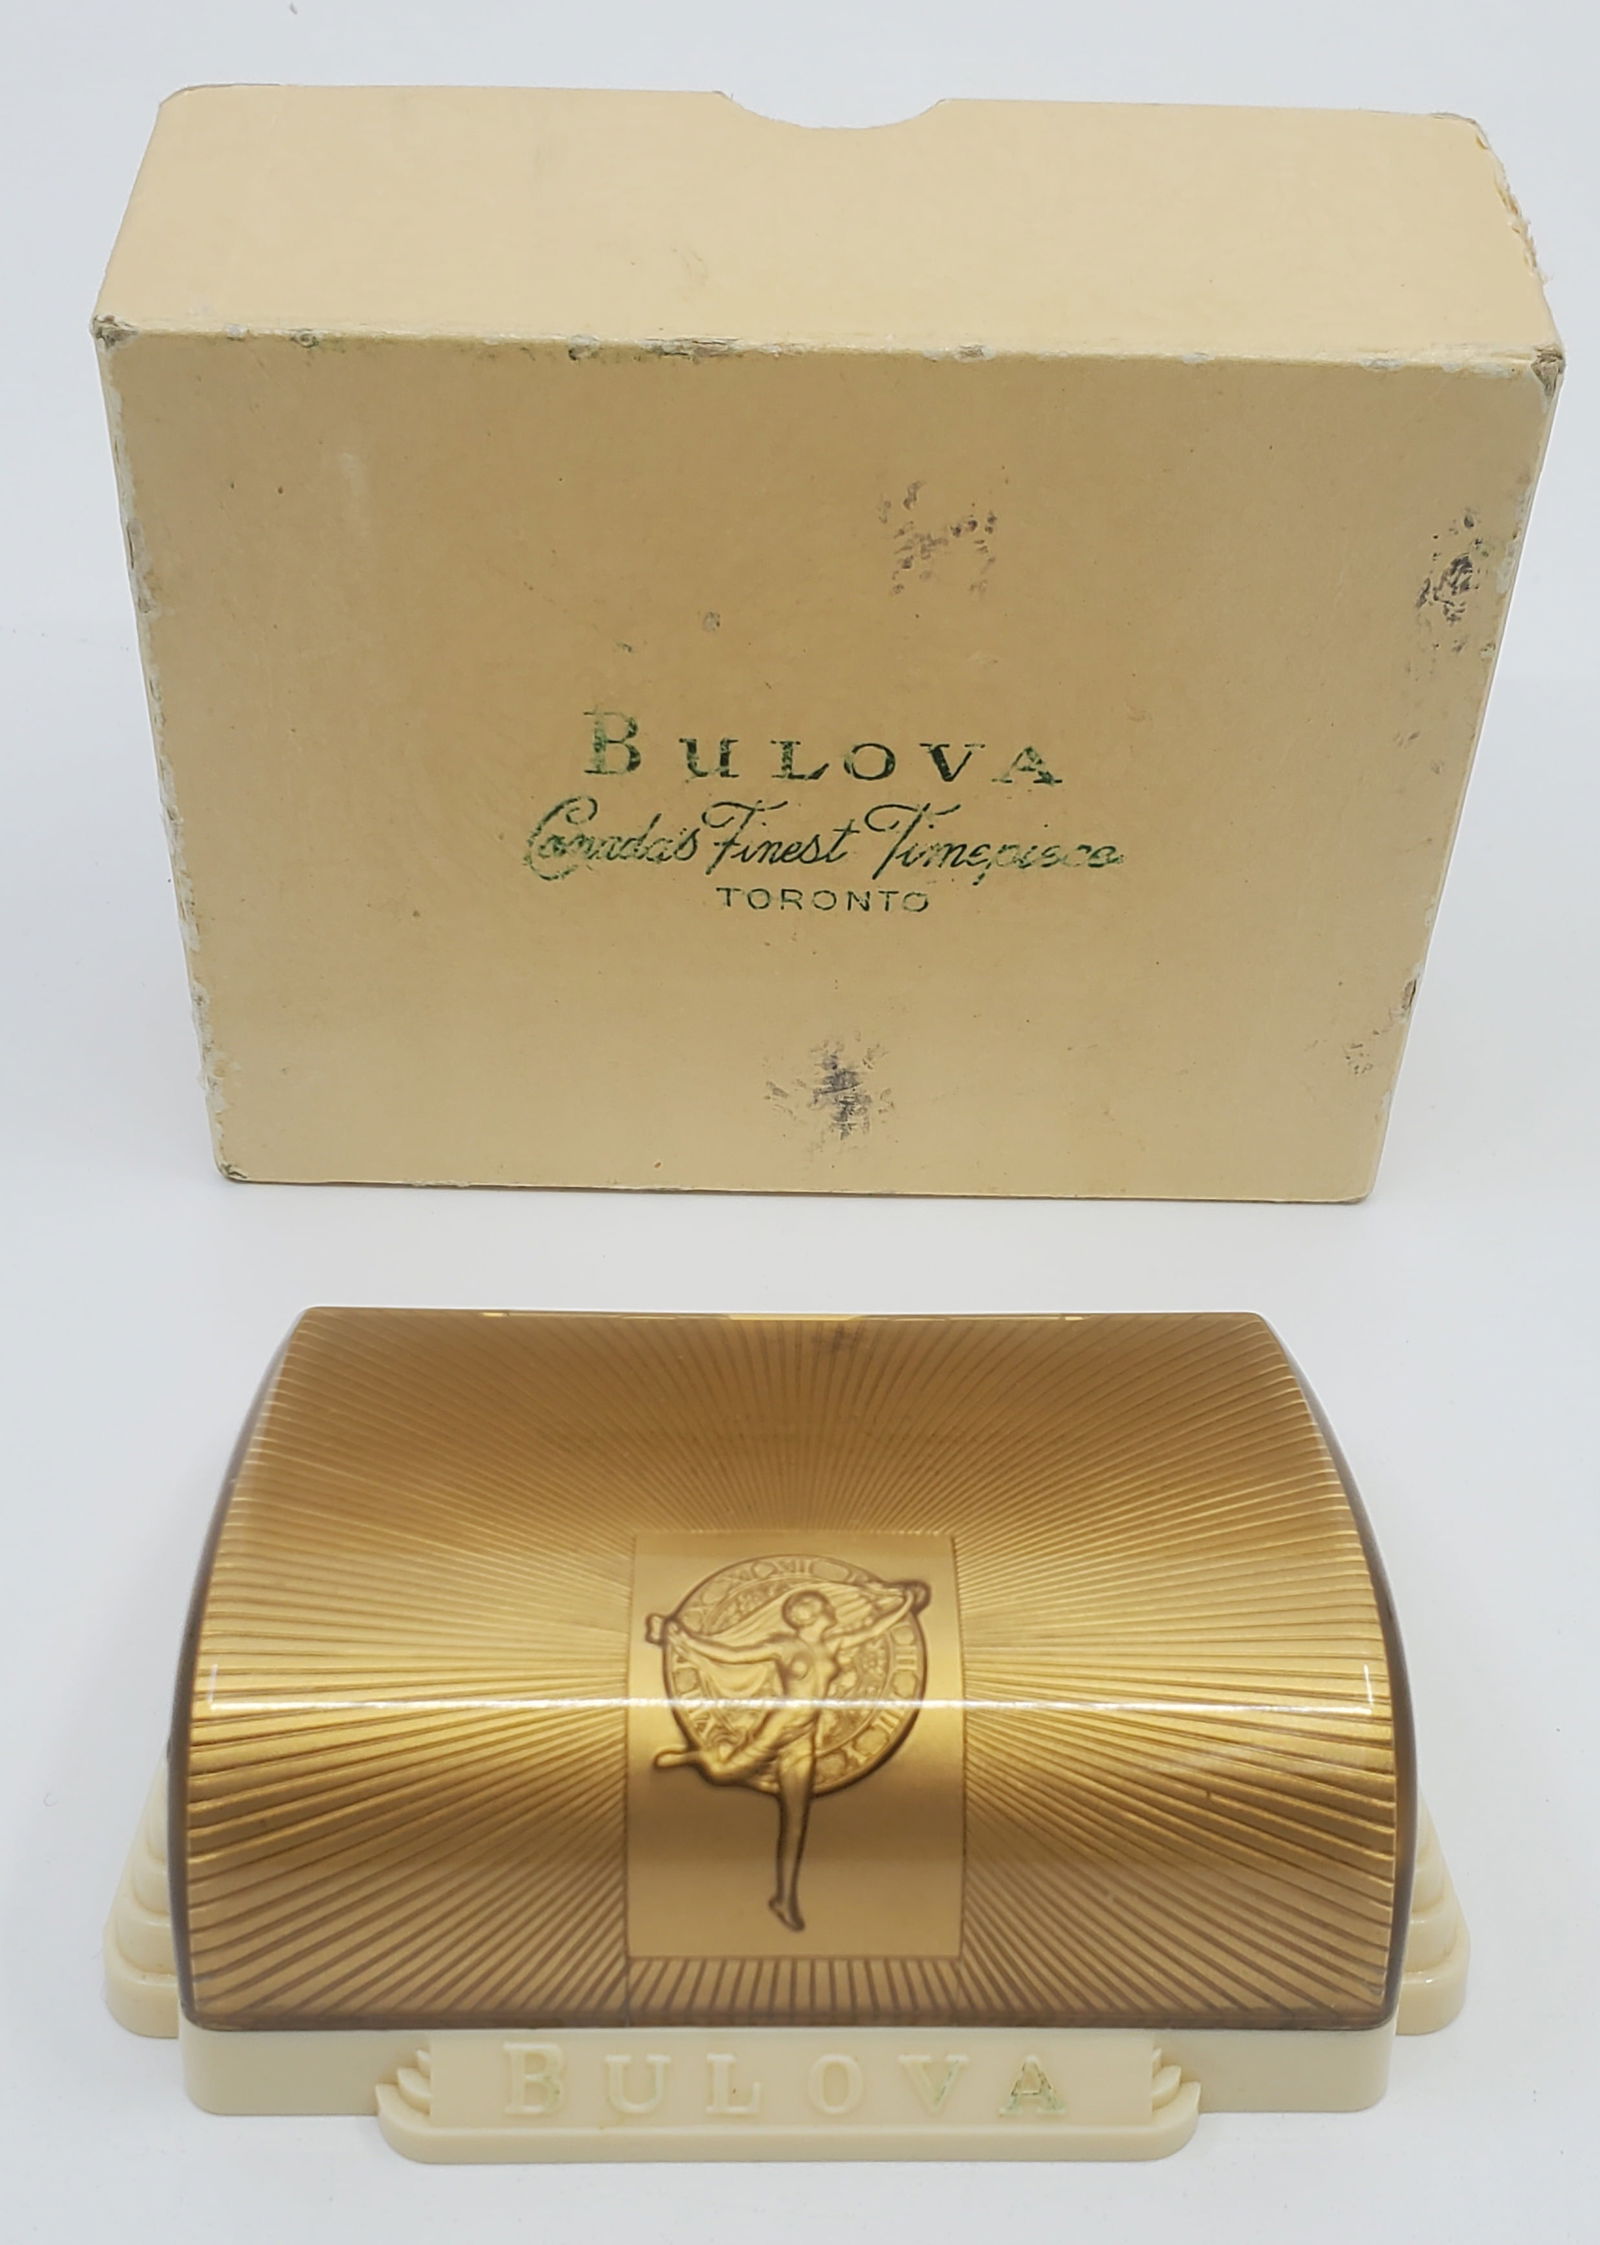 BULOVA
Canada's Finest Timepiece
TORONTO
BULOVA